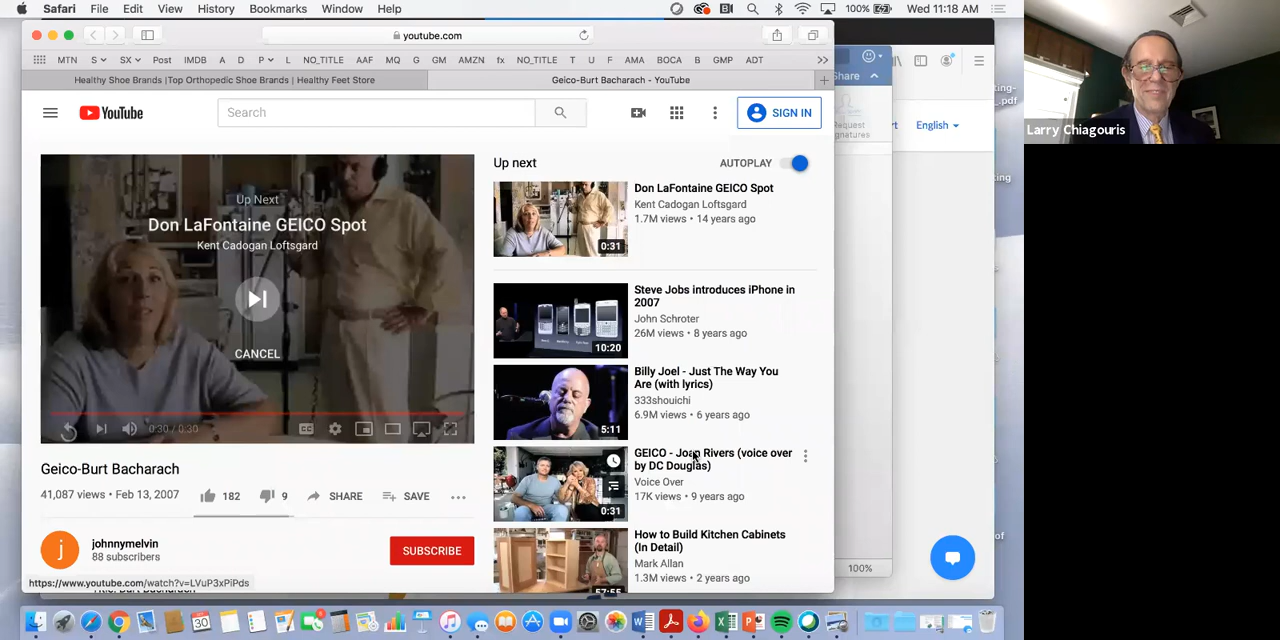 Safari File Edit View History Bookmarks Window Help
100% Wed 11:18 AM
youtube.com
MTN S SX Post IMDB A D P L NO_TITLE AAF MQ G GM AMZN fx NO_TITLE T U F AMA BOCA B GMP ADT
Healthy Shoe Brands |Top Orthopedic Shoe Brands | Healthy Feet Store
Geico-Burt Bacharach - YouTube
YouTube
Search
SIGN IN
Up Next
Don LaFontaine GEICO Spot
Kent Cadogan Loftsgard
CANCEL
0:30 / 0:30
Geico-Burt Bacharach
41,087 views • Feb 13, 2007
182
9
SHARE
SAVE
j
johnnymelvin
88 subscribers
SUBSCRIBE
https://www.youtube.com/watch?v=LVuP3xPiPds
Up next
AUTOPLAY
Don LaFontaine GEICO Spot
Kent Cadogan Loftsgard
1.7M views • 14 years ago
0:31
Steve Jobs introduces iPhone in
2007
John Schroter
26M views • 8 years ago
10:20
Billy Joel - Just The Way You
Are (with lyrics)
333shouichi
6.9M views • 6 years ago
5:11
GEICO - Joan Rivers (voice over
by DC Douglas)
Voice Over
17K views • 9 years ago
0:31
How to Build Kitchen Cabinets
(In Detail)
Mark Allan
1.3M views • 2 years ago
57:55
Share
Request
English
100%
.pdf
ting
of
30
Larry Chiagouris